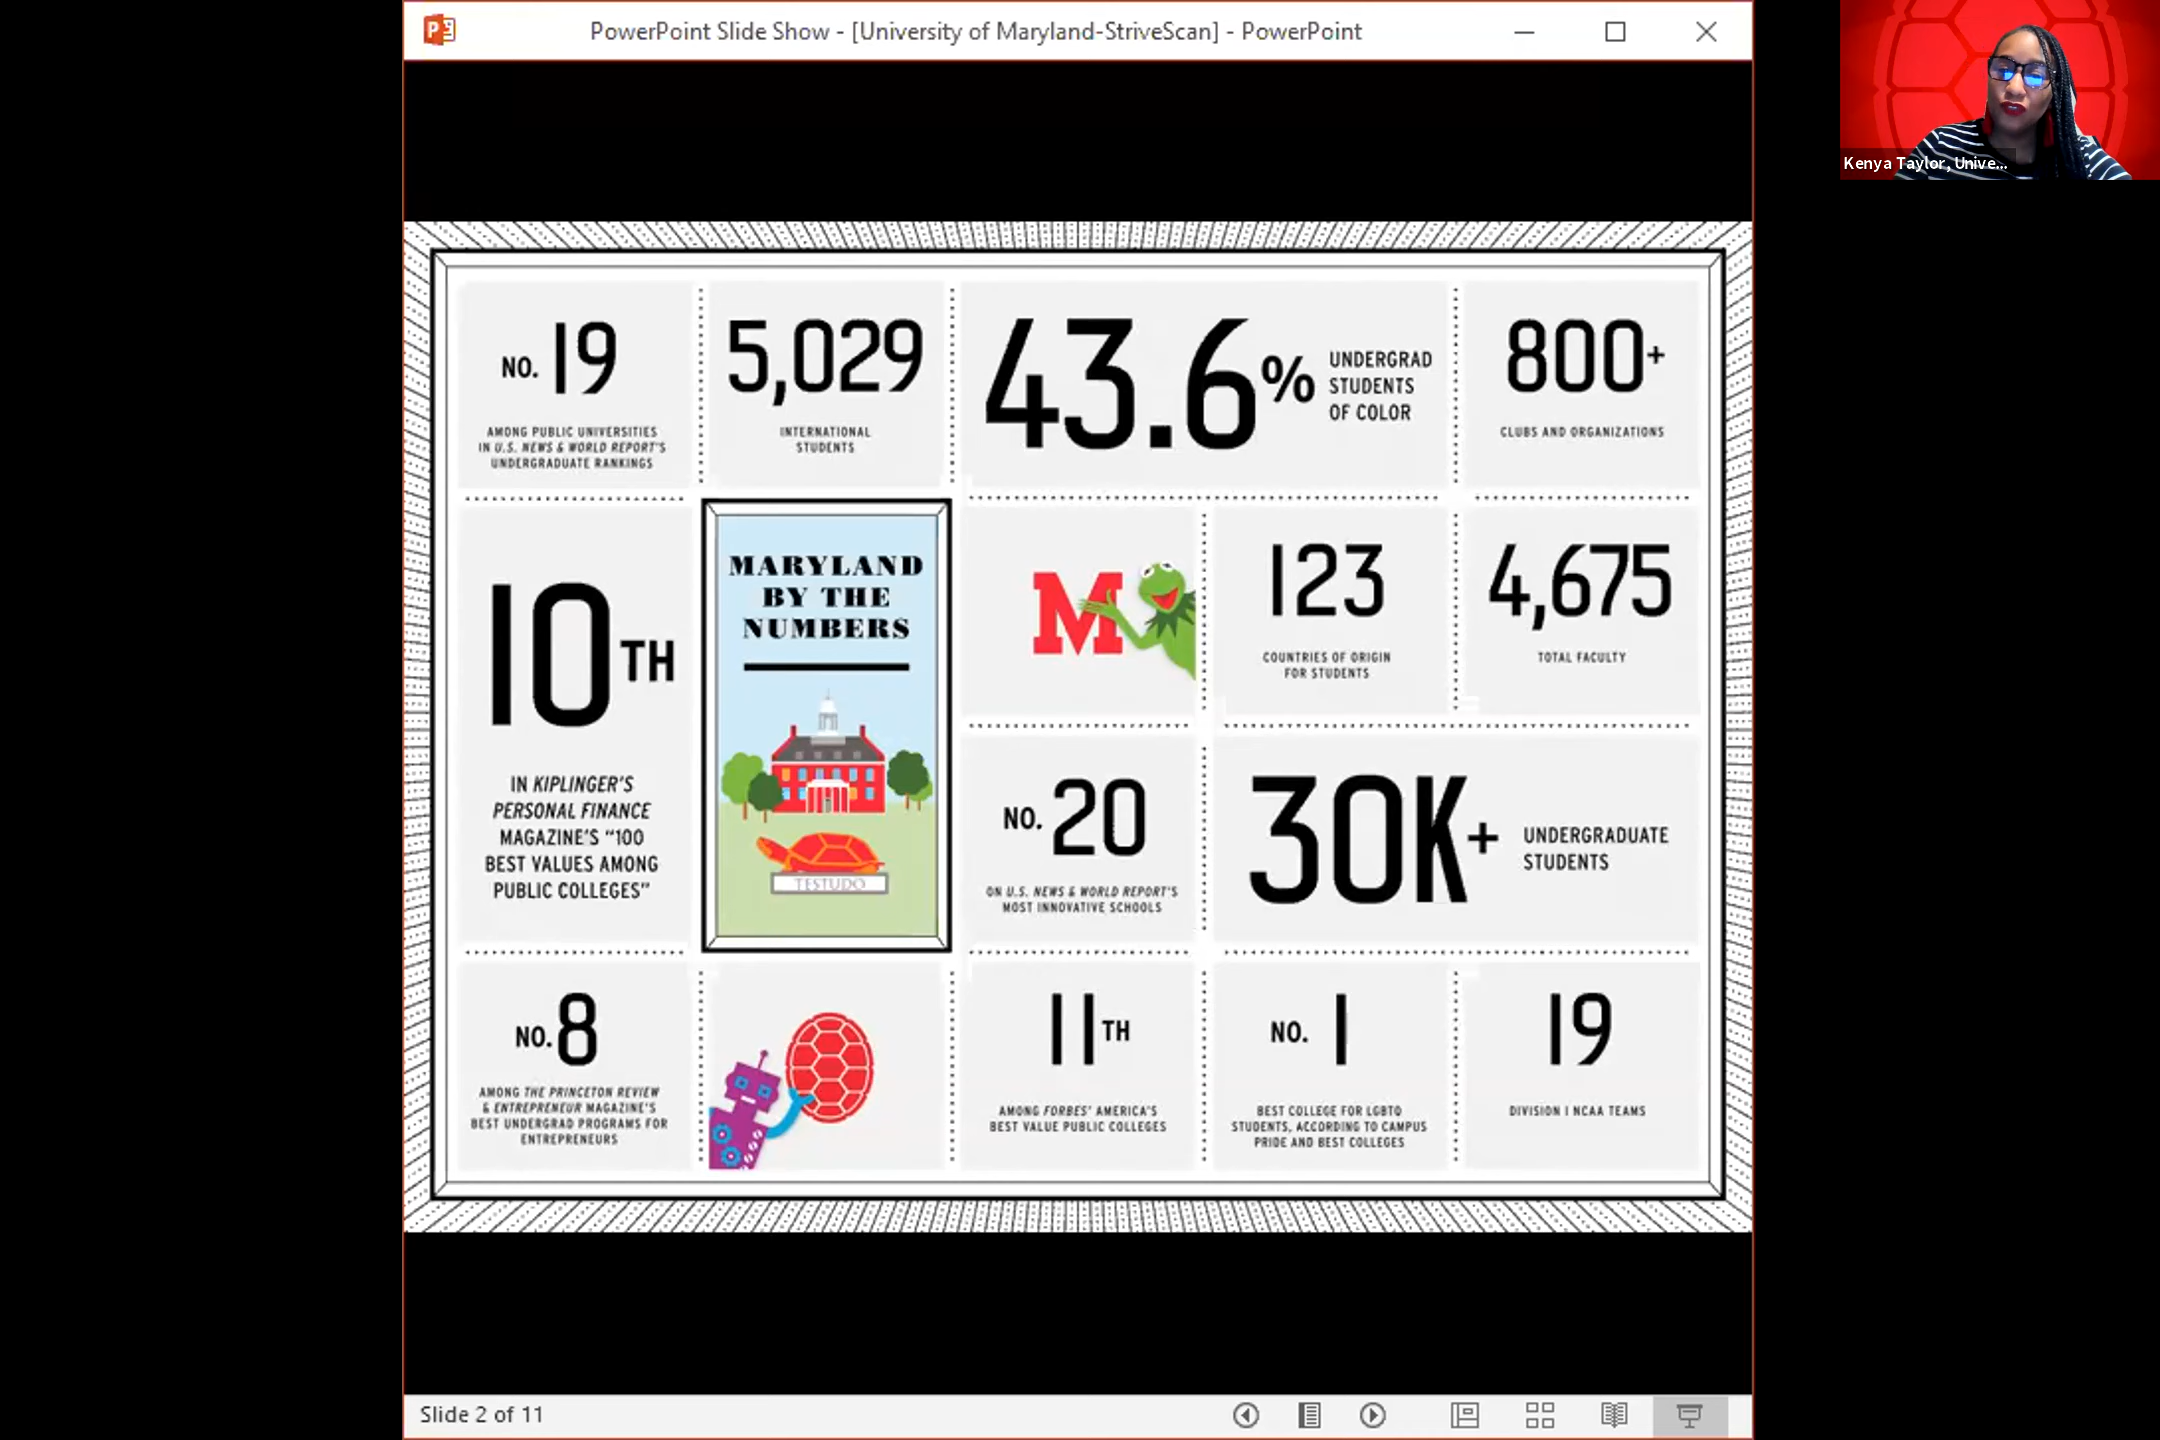 PowerPoint Slide Show - [University of Maryland-StriveScan] - PowerPoint
Kenya Taylor, Unive...
NO. 19
AMONG PUBLIC UNIVERSITIES
IN U.S. NEWS & WORLD REPORT'S
UNDERGRADUATE RANKINGS
5,029
INTERNATIONAL
STUDENTS
43.6%
UNDERGRAD
STUDENTS
OF COLOR
800+
CLUBS AND ORGANIZATIONS
10TH
IN KIPLINGER'S
PERSONAL FINANCE
MAGAZINE'S "100
BEST VALUES AMONG
PUBLIC COLLEGES"
MARYLAND
BY THE
NUMBERS
TESTUDO
M
123
COUNTRIES OF ORIGIN
FOR STUDENTS
4,675
TOTAL FACULTY
NO. 20
ON U.S. NEWS & WORLD REPORT'S
MOST INNOVATIVE SCHOOLS
30K+
UNDERGRADUATE
STUDENTS
NO. 8
AMONG THE PRINCETON REVIEW
& ENTREPRENEUR MAGAZINE'S
BEST UNDERGRAD PROGRAMS FOR
ENTREPRENEURS
11TH
AMONG FORBES' AMERICA'S
BEST VALUE PUBLIC COLLEGES
NO. 1
BEST COLLEGE FOR LGBTQ
STUDENTS, ACCORDING TO CAMPUS
PRIDE AND BEST COLLEGES
19
DIVISION I NCAA TEAMS
Slide 2 of 11